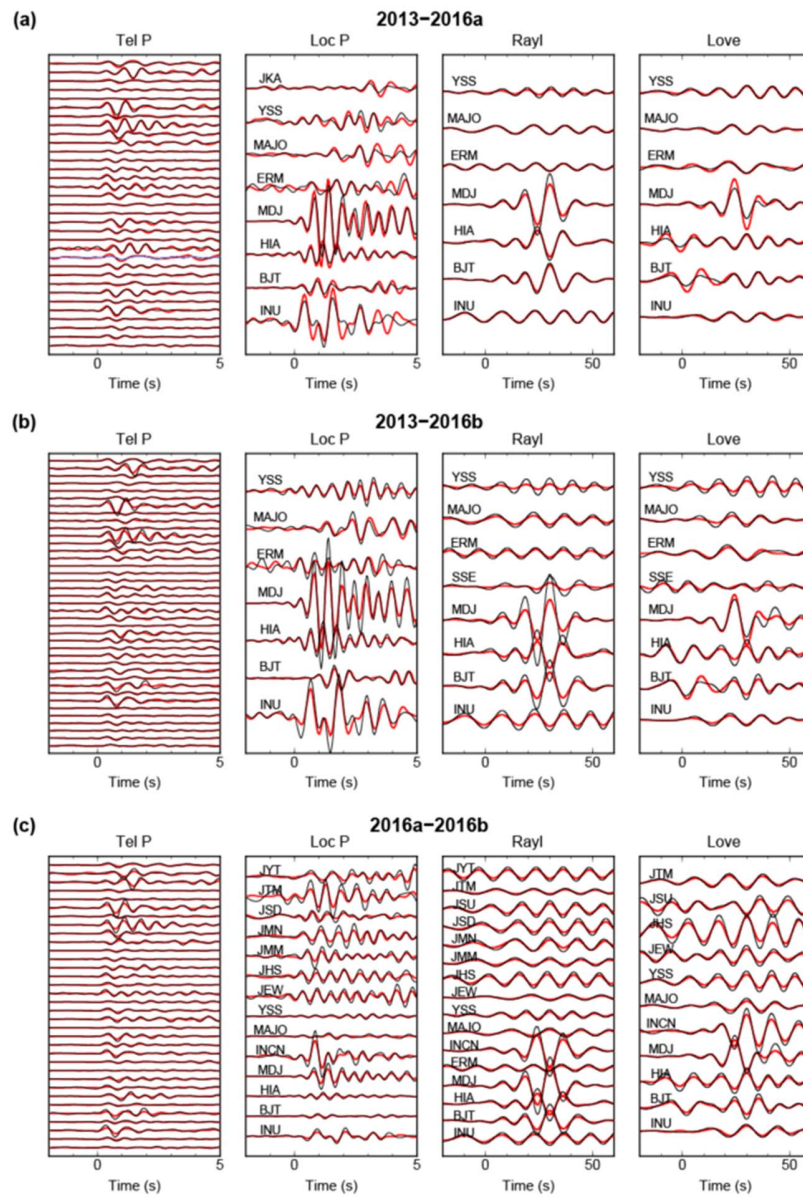 (a)
2013−2016a
Tel P
Loc P
Rayl
Love
JKA
YSS
MAJO
ERM
MDJ
HIA
BJT
INU
YSS
MAJO
ERM
MDJ
HIA
BJT
INU
YSS
MAJO
ERM
MDJ
HIA
BJT
INU
0 5
0 5
0 50
0 50
Time (s)
Time (s)
Time (s)
Time (s)
(b)
2013−2016b
Tel P
Loc P
Rayl
Love
YSS
MAJO
ERM
MDJ
HIA
BJT
INU
YSS
MAJO
ERM
SSE
MDJ
HIA
BJT
INU
YSS
MAJO
ERM
SSE
MDJ
HIA
BJT
INU
0 5
0 5
0 50
0 50
Time (s)
Time (s)
Time (s)
Time (s)
(c)
2016a−2016b
Tel P
Loc P
Rayl
Love
JYT
JTM
JSD
JMN
JMM
JHS
JEW
YSS
MAJO
INCN
MDJ
HIA
BJT
INU
JYT
JTM
JSU
JSD
JMN
JMM
JHS
JEW
YSS
MAJO
INCN
ERM
MDJ
HIA
BJT
INU
JTM
JSU
JHS
JEW
YSS
MAJO
INCN
MDJ
HIA
BJT
INU
0 5
0 5
0 50
0 50
Time (s)
Time (s)
Time (s)
Time (s)